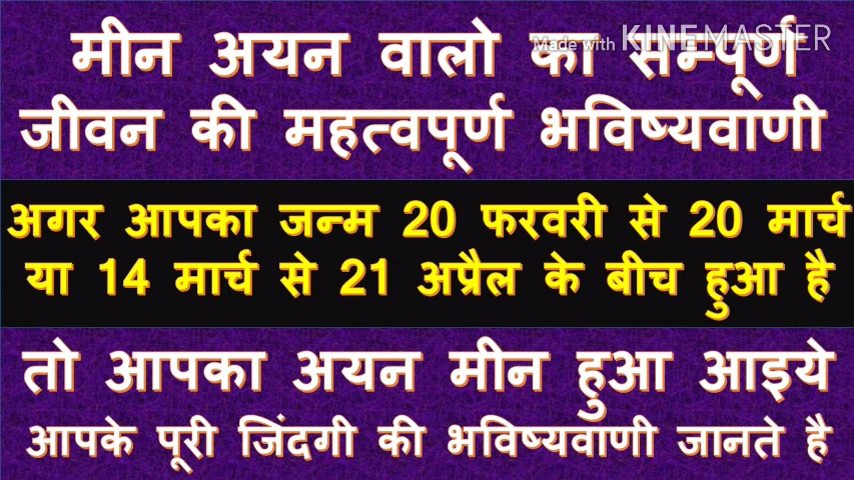 मीन अयन वालो का सम्पूर्ण
Made with KINEMASTER
जीवन की महत्वपूर्ण भविष्यवाणी
अगर आपका जन्म 20 फरवरी से 20 मार्च
या 14 मार्च से 21 अप्रैल के बीच हुआ है
तो आपका अयन मीन हुआ आइये
आपके पूरी जिंदगी की भविष्यवाणी जानते है